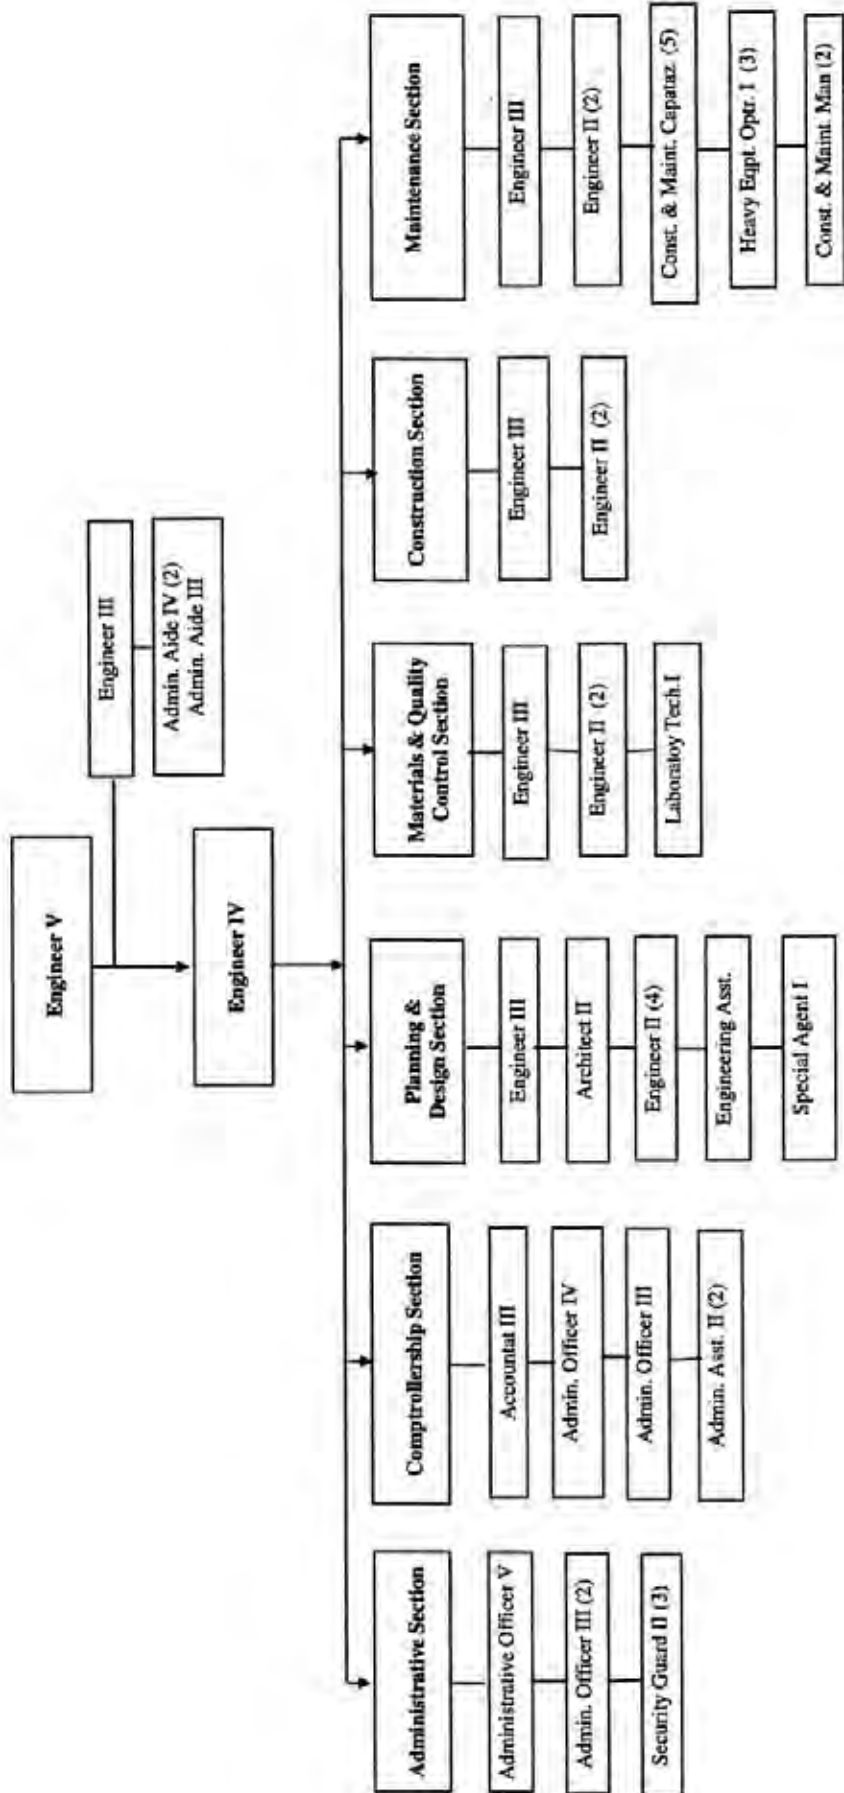 Engineer V
Engineer III
Admin. Aide IV (2)
Admin. Aide III
Engineer IV
Administrative Section
Administrative Officer V
Admin. Officer III (2)
Security Guard II (3)
Comptrollership Section
Accountat III
Admin. Officer IV
Admin. Officer III
Admin. Asst. II (2)
Planning &
Design Section
Engineer III
Architect II
Engineer II (4)
Engineering Asst.
Special Agent I
Materials & Quality
Control Section
Engineer III
Engineer II (2)
Laboratoy Tech.I
Construction Section
Engineer III
Engineer II (2)
Maintenance Section
Engineer III
Engineer II (2)
Const. & Maint. Capataz (5)
Heavy Eqpt. Optr. I (3)
Const. & Maint. Man (2)